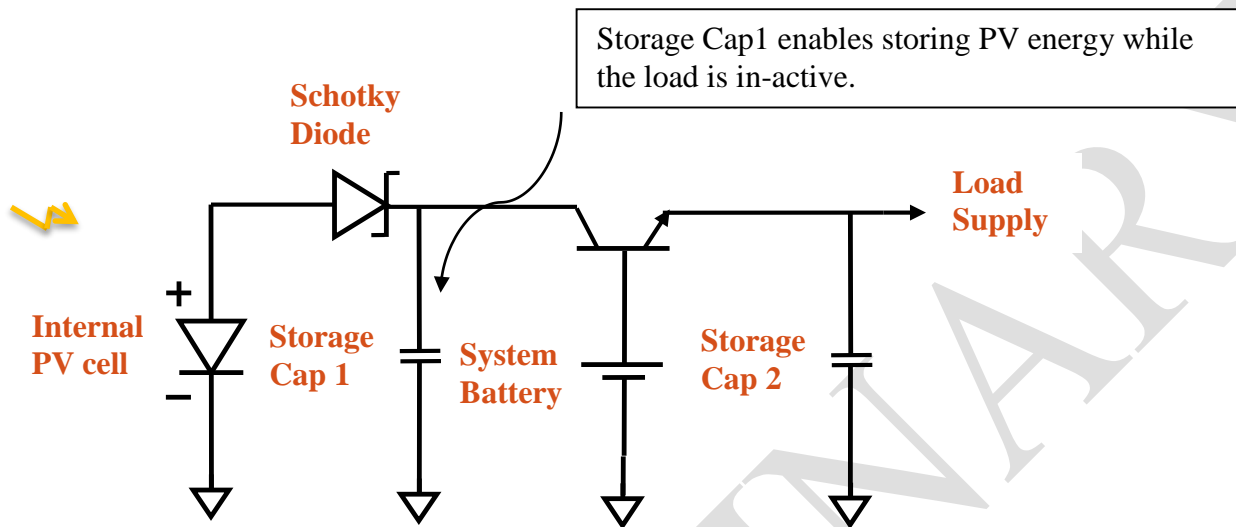 Storage Cap1 enables storing PV energy while
the load is in-active.
Schotky
Diode
Load
Supply
+
Internal
PV cell
−
Storage
Cap 1
System
Battery
Storage
Cap 2